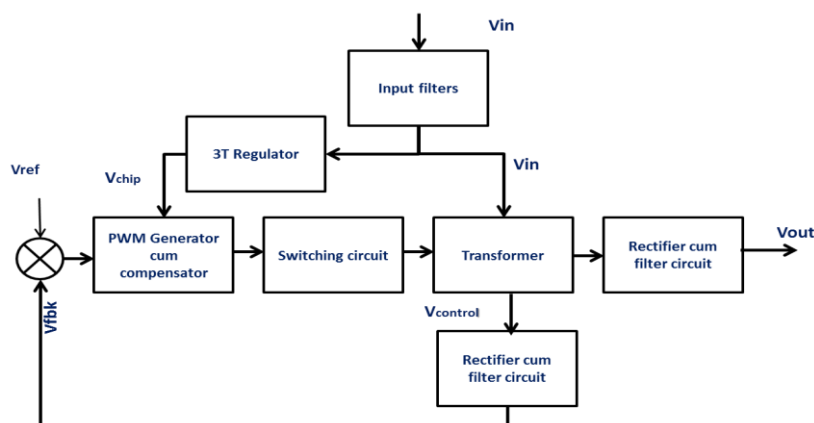 Vin
Input filters
3T Regulator
Vin
Vref
Vchip
PWM Generator
cum
compensator
Switching circuit
Transformer
Rectifier cum
filter circuit
Vout
Vfbk
Vcontrol
Rectifier cum
filter circuit